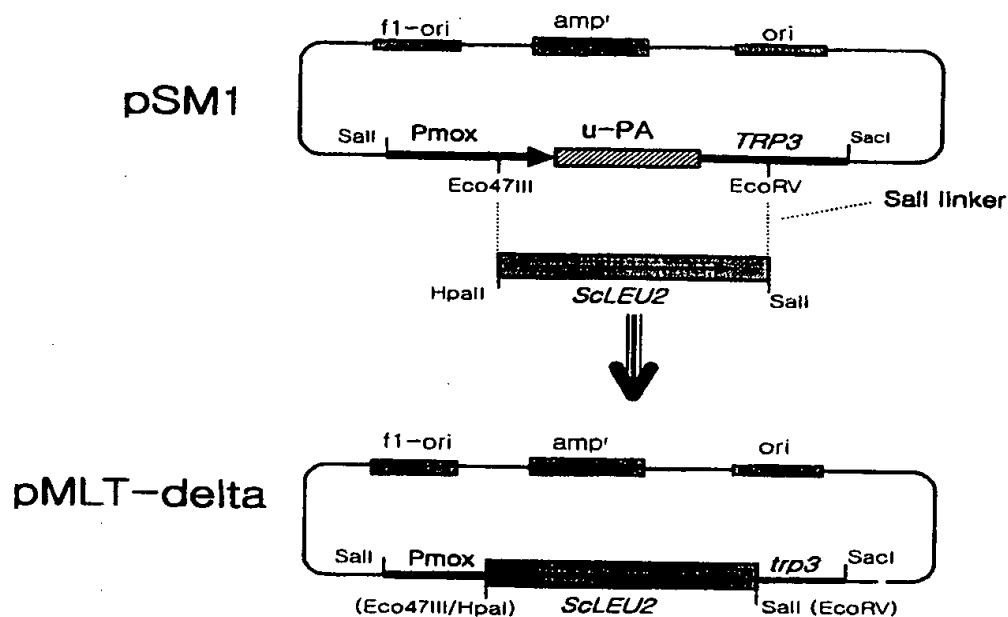 f1-ori ampʳ ori
pSM1
SalI Pmox u-PA TRP3 SacI
Eco47III EcoRV
SalI linker
HpaII ScLEU2 SalI
f1-ori ampʳ ori
pMLT-delta
SalI Pmox trp3 SacI
(Eco47III/HpaI) ScLEU2 SalI (EcoRV)